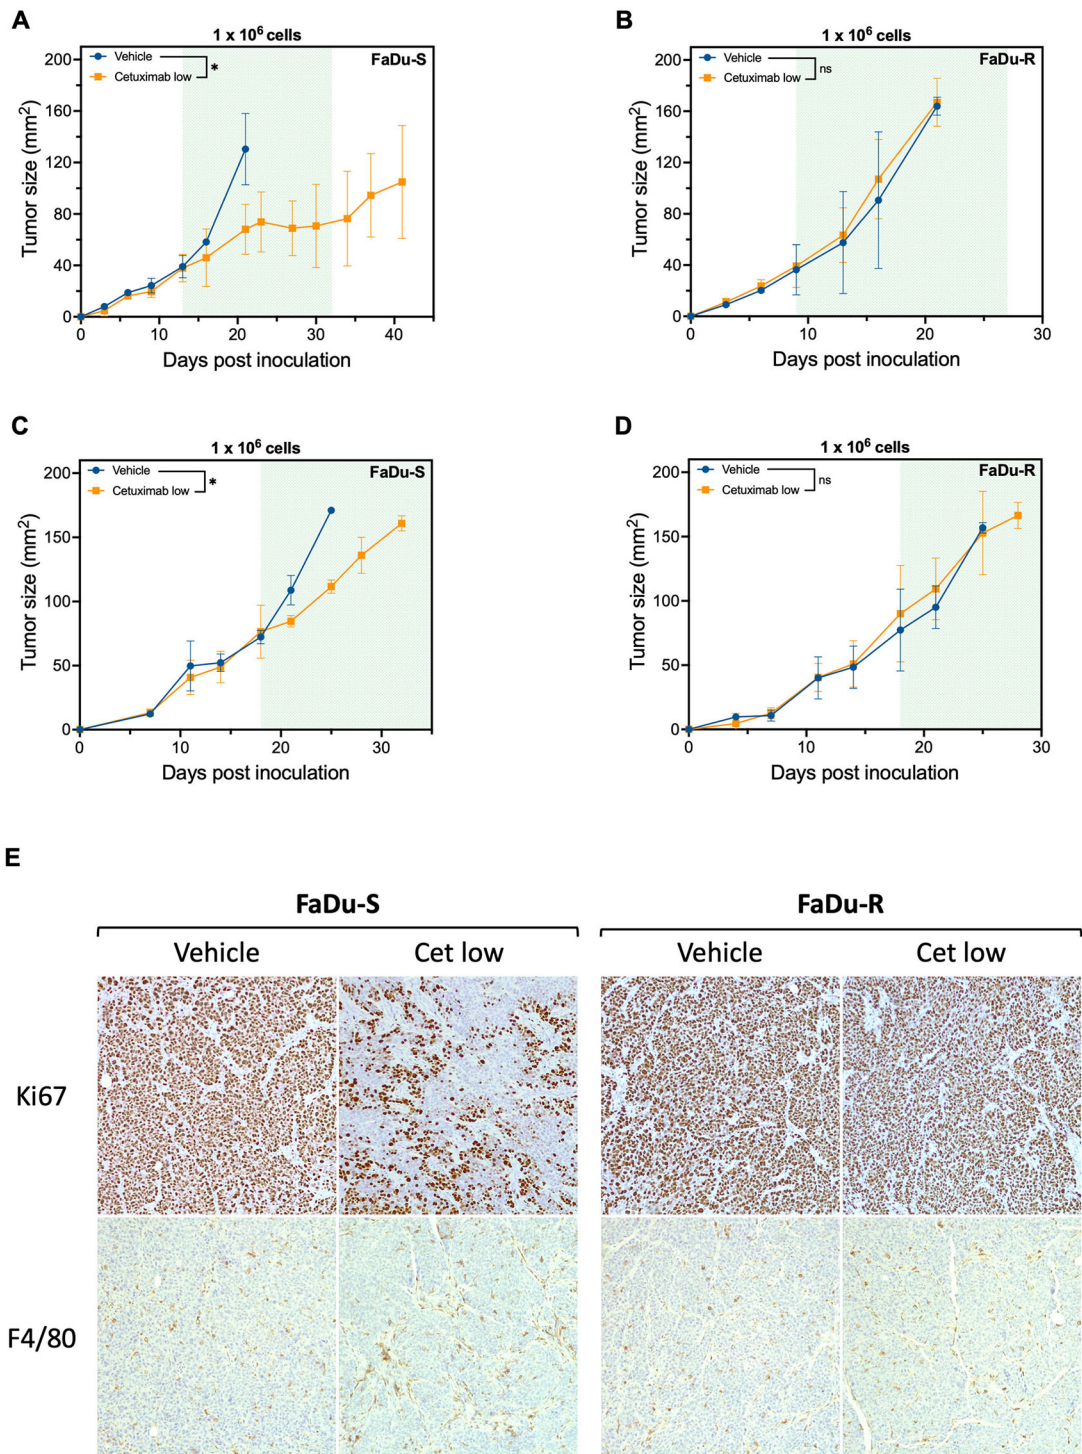 A
1 x 10⁶ cells
Vehicle
Cetuximab low
*
FaDu-S
200
160
120
80
40
0
0 10 20 30 40
Tumor size (mm²)
Days post inoculation
B
1 x 10⁶ cells
Vehicle
Cetuximab low
ns
FaDu-R
200
160
120
80
40
0
0 10 20 30
Tumor size (mm²)
Days post inoculation
C
1 x 10⁶ cells
Vehicle
Cetuximab low
*
FaDu-S
200
150
100
50
0
0 10 20 30
Tumor size (mm²)
Days post inoculation
D
1 x 10⁶ cells
Vehicle
Cetuximab low
ns
FaDu-R
200
150
100
50
0
0 10 20 30
Tumor size (mm²)
Days post inoculation
E
FaDu-S FaDu-R
Vehicle Cet low Vehicle Cet low
Ki67
F4/80